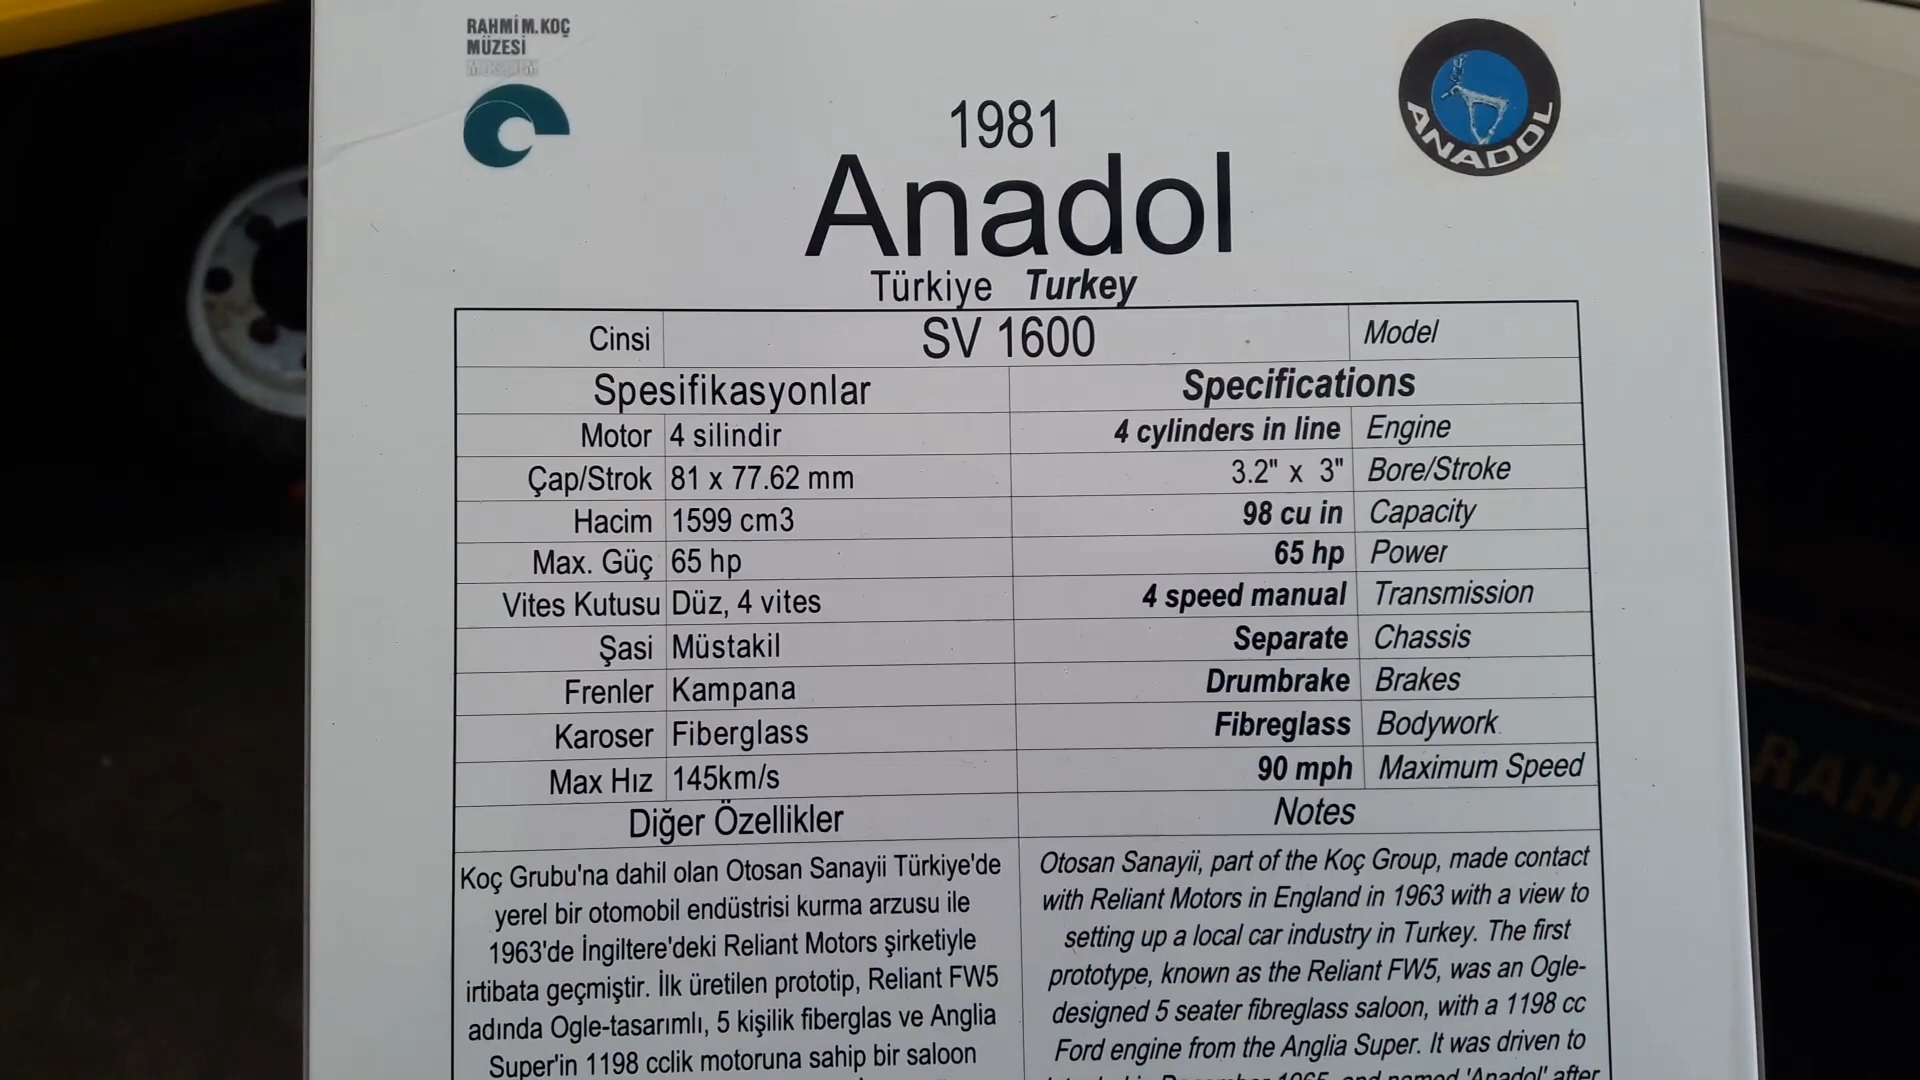 RAHMİ M. KOÇ
MÜZESİ
MUSEUM
ANADOL
1981
Anadol
Türkiye Turkey
Cinsi SV 1600 Model
Spesifikasyonlar Specifications
Motor 4 silindir 4 cylinders in line Engine
Çap/Strok 81 x 77.62 mm 3.2" x 3" Bore/Stroke
Hacim 1599 cm3 98 cu in Capacity
Max. Güç 65 hp 65 hp Power
Vites Kutusu Düz, 4 vites 4 speed manual Transmission
Şasi Müstakil Separate Chassis
Frenler Kampana Drumbrake Brakes
Karoser Fiberglass Fibreglass Bodywork
Max Hız 145km/s 90 mph Maximum Speed
Diğer Özellikler Notes
Koç Grubu'na dahil olan Otosan Sanayii Türkiye'de
yerel bir otomobil endüstrisi kurma arzusu ile
1963'de İngiltere'deki Reliant Motors şirketiyle
irtibata geçmiştir. İlk üretilen prototip, Reliant FW5
adında Ogle-tasarımlı, 5 kişilik fiberglas ve Anglia
Super'in 1198 cclik motoruna sahip bir saloon
Otosan Sanayii, part of the Koç Group, made contact
with Reliant Motors in England in 1963 with a view to
setting up a local car industry in Turkey. The first
prototype, known as the Reliant FW5, was an Ogle-
designed 5 seater fibreglass saloon, with a 1198 cc
Ford engine from the Anglia Super. It was driven to
December 1965, and named 'Anadol' after
RAHİ